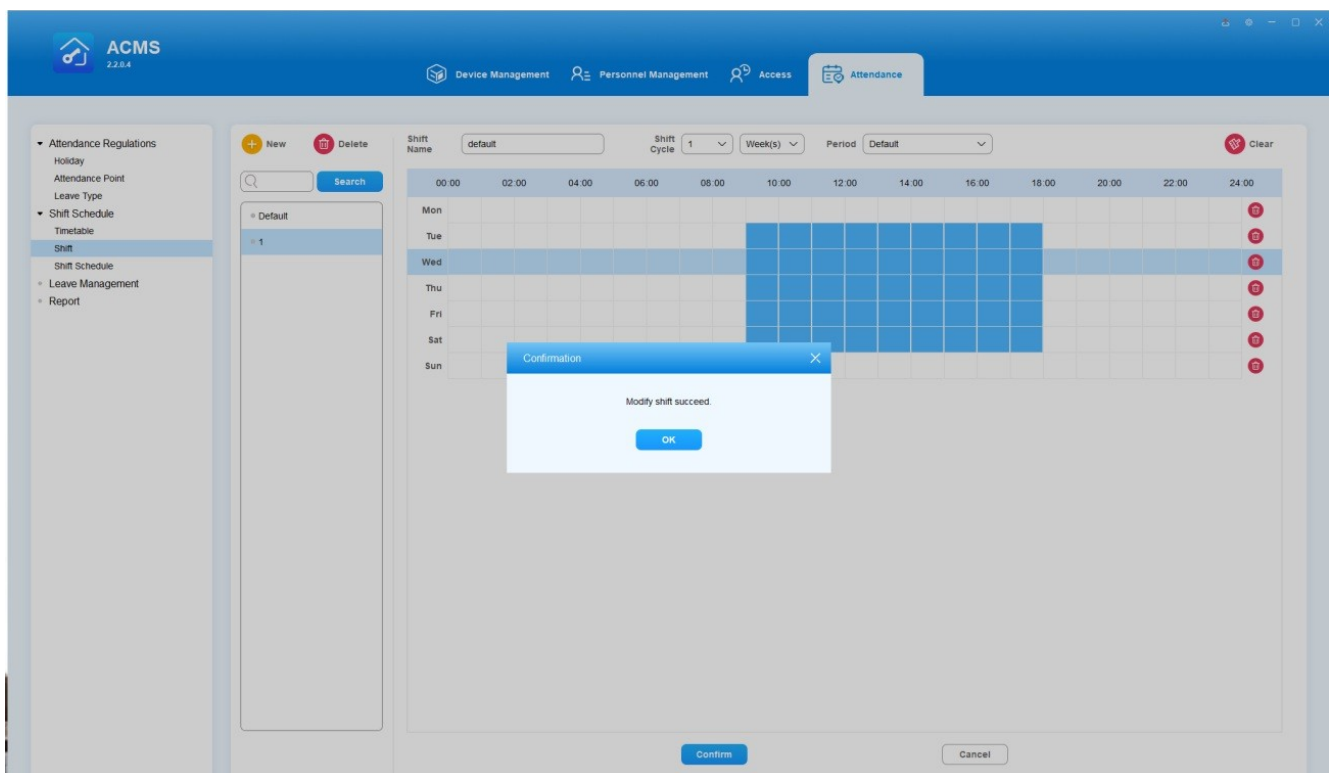 ACMS
2.2.0.4
Device Management
Personnel Management
Access
Attendance
Attendance Regulations
Holiday
Attendance Point
Leave Type
Shift Schedule
Timetable
Shift
Shift Schedule
Leave Management
Report
New
Delete
Search
Default
1
Shift Name
default
Shift Cycle
1
Week(s)
Period
Default
Clear
00:00 02:00 04:00 06:00 08:00 10:00 12:00 14:00 16:00 18:00 20:00 22:00 24:00
Mon
Tue
Wed
Thu
Fri
Sat
Sun
Confirmation
Modify shift succeed.
OK
Confirm
Cancel